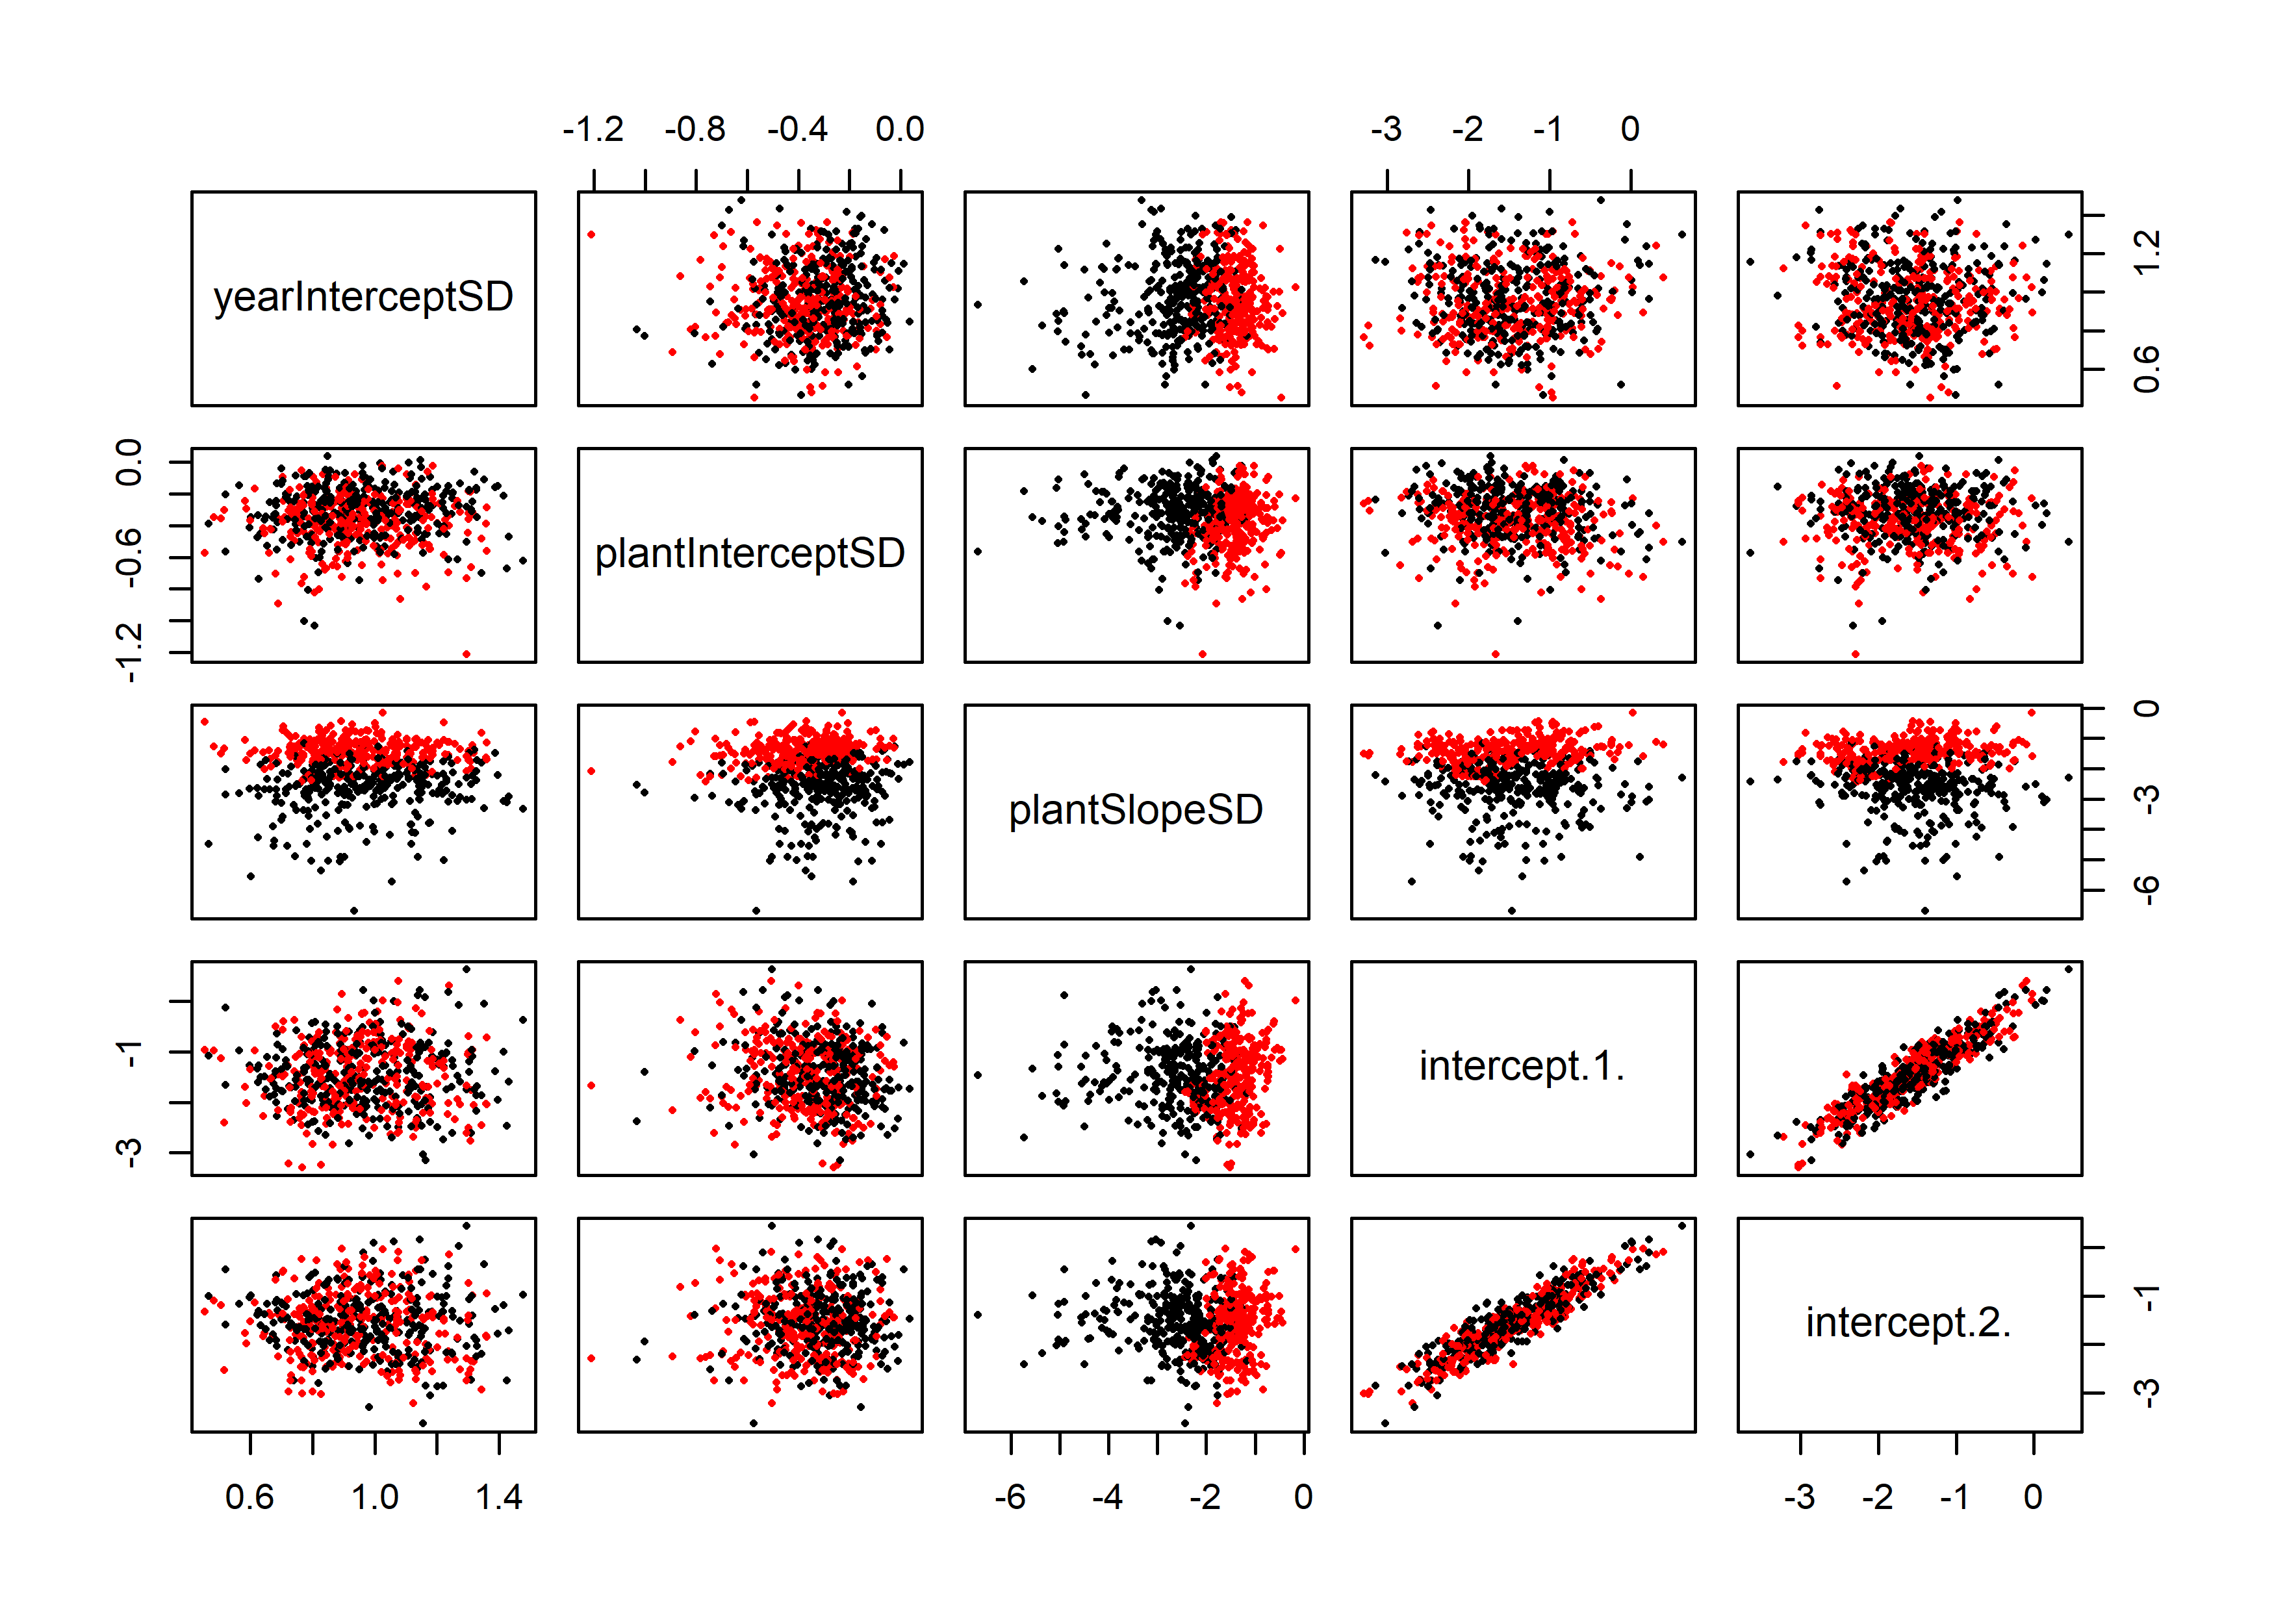 -1.2 -0.8 -0.4 0.0 -3 -2 -1 0
yearInterceptSD 0.6 1.2
-1.2 -0.6 0.0 plantInterceptSD
plantSlopeSD -6 -3 0
-3 -1 intercept.1.
intercept.2. -3 -1
0.6 1.0 1.4 -6 -4 -2 0 -3 -2 -1 0